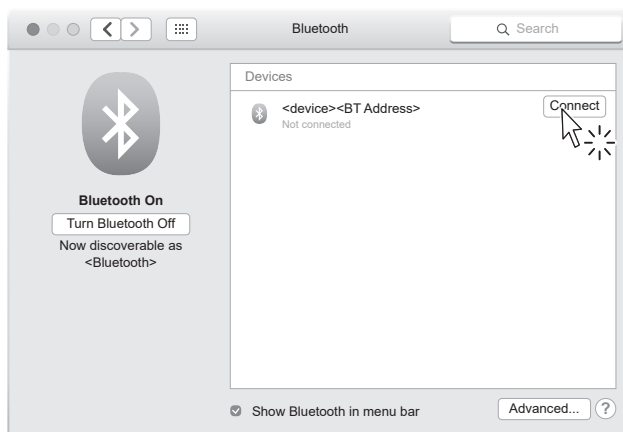 Bluetooth
Search
Bluetooth On
Turn Bluetooth Off
Now discoverable as
<Bluetooth>
Devices
<device><BT Address>
Not connected
Connect
Show Bluetooth in menu bar
Advanced...
?